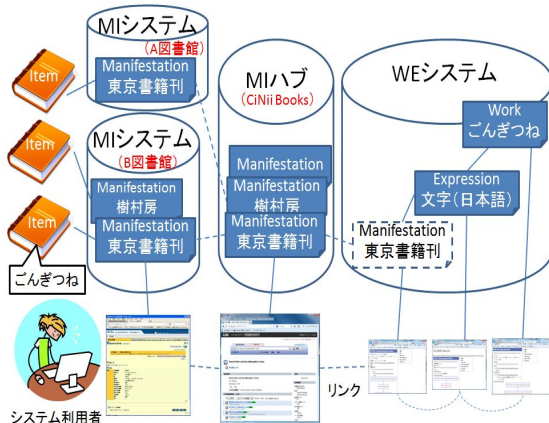 MIシステム
(A図書館)
Item
Manifestation
東京書籍刊
MIシステム
(B図書館)
Item
Manifestation
樹村房
Item
Manifestation
東京書籍刊
ごんぎつね
MIハブ
(CiNii Books)
Manifestation
Manifestation
樹村房
Manifestation
東京書籍刊
WEシステム
Work
ごんぎつね
Expression
文字(日本語)
Manifestation
東京書籍刊
リンク
システム利用者